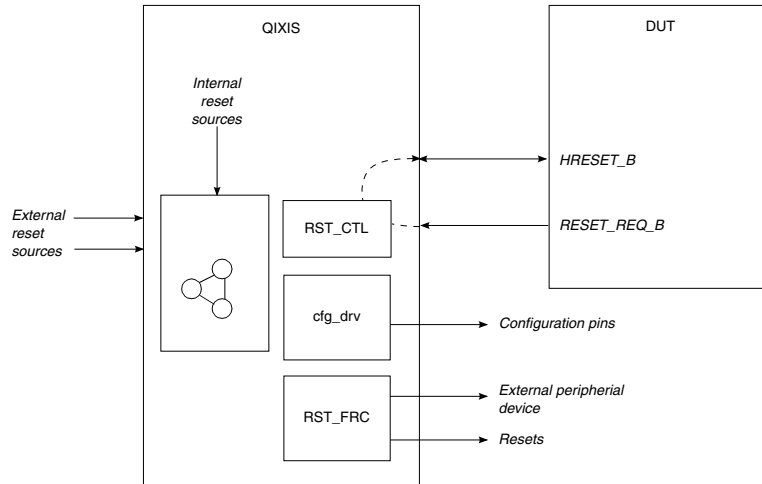 QIXIS
DUT
Internal
reset
sources
HRESET_B
External
reset
sources
RST_CTL
RESET_REQ_B
cfg_drv
Configuration pins
RST_FRC
External peripherial
device
Resets